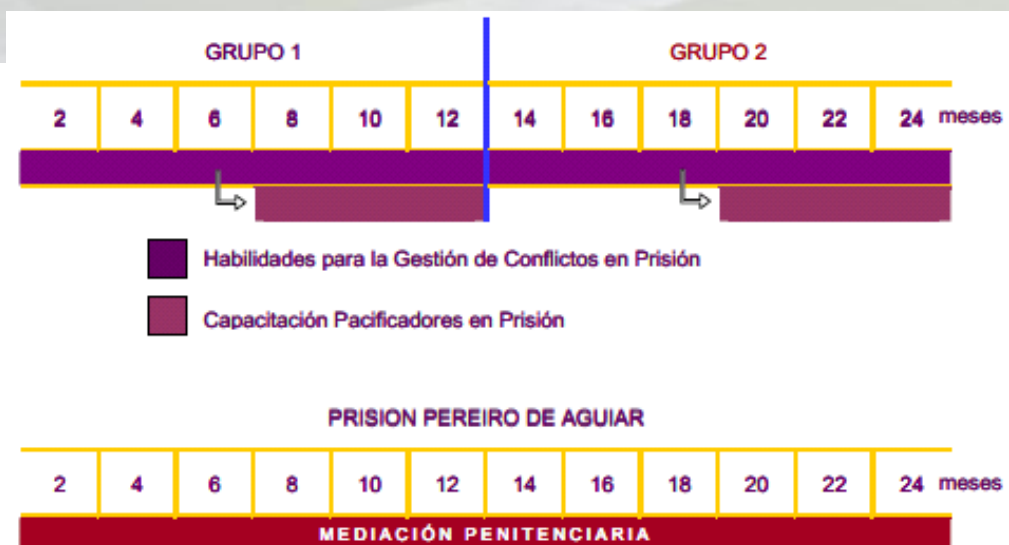 GRUPO 1 GRUPO 2
2 4 6 8 10 12 14 16 18 20 22 24 meses
Habilidades para la Gestión de Conflictos en Prisión
Capacitación Pacificadores en Prisión
PRISION PEREIRO DE AGUIAR
2 4 6 8 10 12 14 16 18 20 22 24 meses
MEDIACIÓN PENITENCIARIA